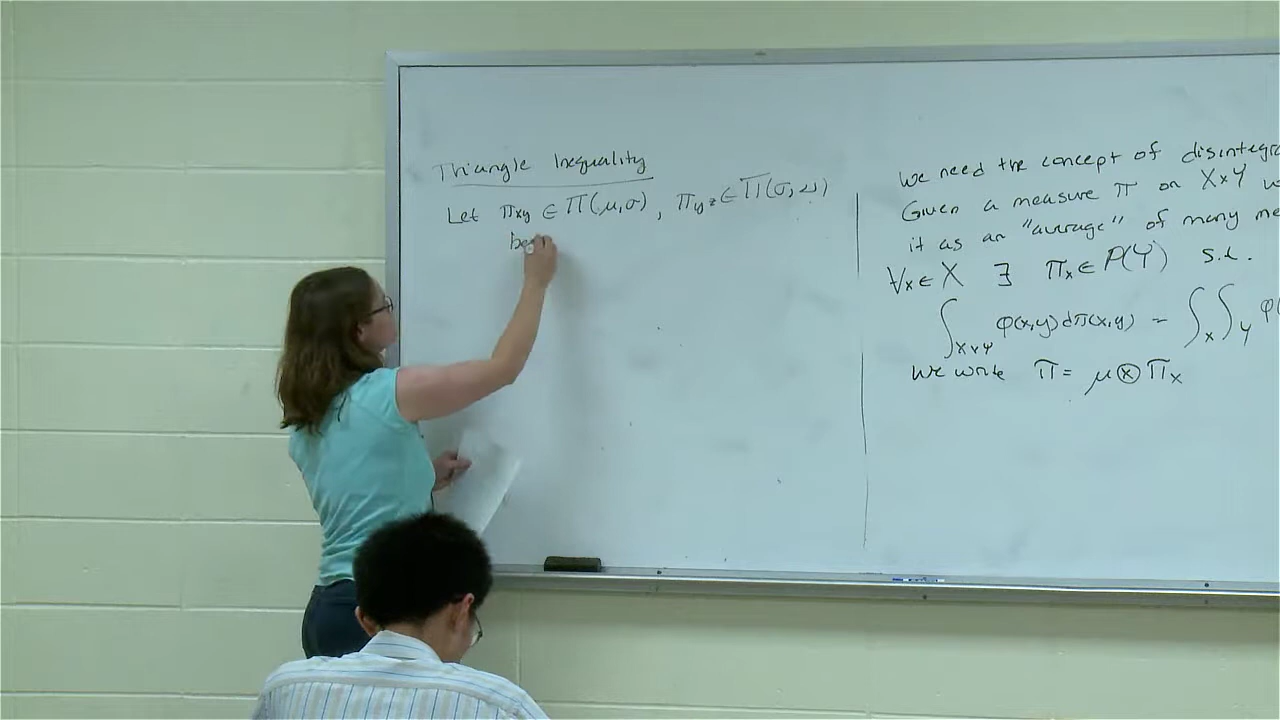 Triangle Inequality
Let Π_xy ∈ Π(μ,σ), Π_yz ∈ Π(σ,ν)
be
We need the concept of disintegra
Given a measure Π on X×Y w
it as an "average" of many me
∀x∈X ∃ Π_x ∈ P(Y) s.t.
∫_{X×Y} φ(x,y)dΠ(x,y) = ∫_X ∫_Y φ(
We write Π = μ⊗Π_x